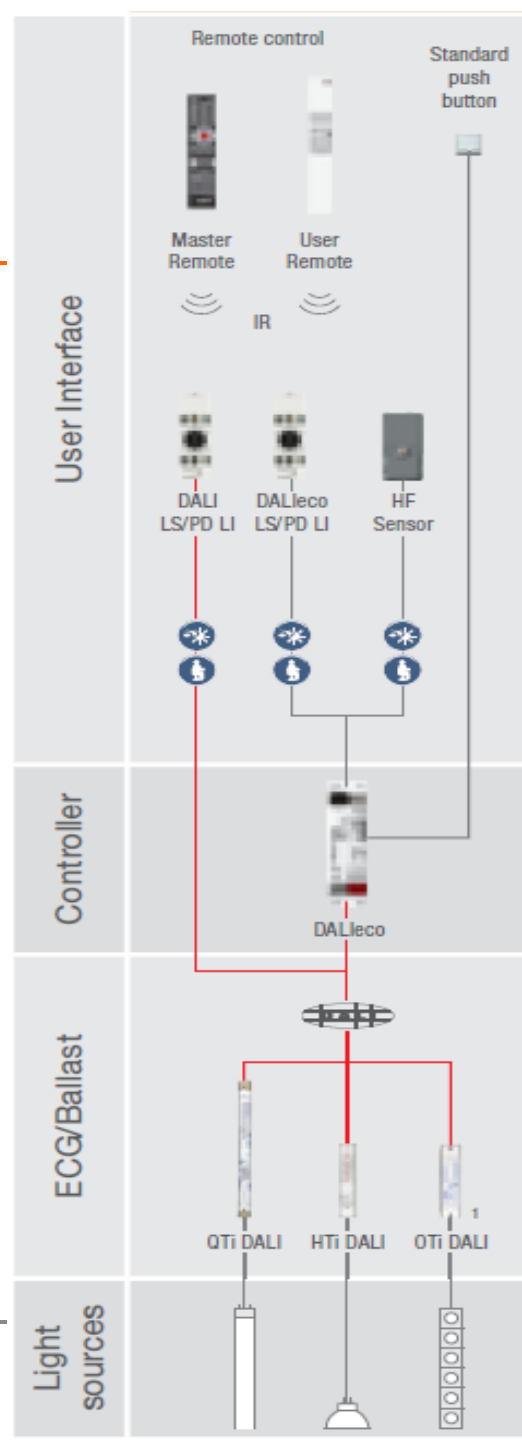 Remote control
Standard
push
button
Master
Remote
User
Remote
IR
User Interface
DALI
LS/PD LI
DALIeco
LS/PD LI
HF
Sensor
Controller
DALIeco
ECG/Ballast
DALI
1
QTi DALI
HTi DALI
OTi DALI
Light
sources